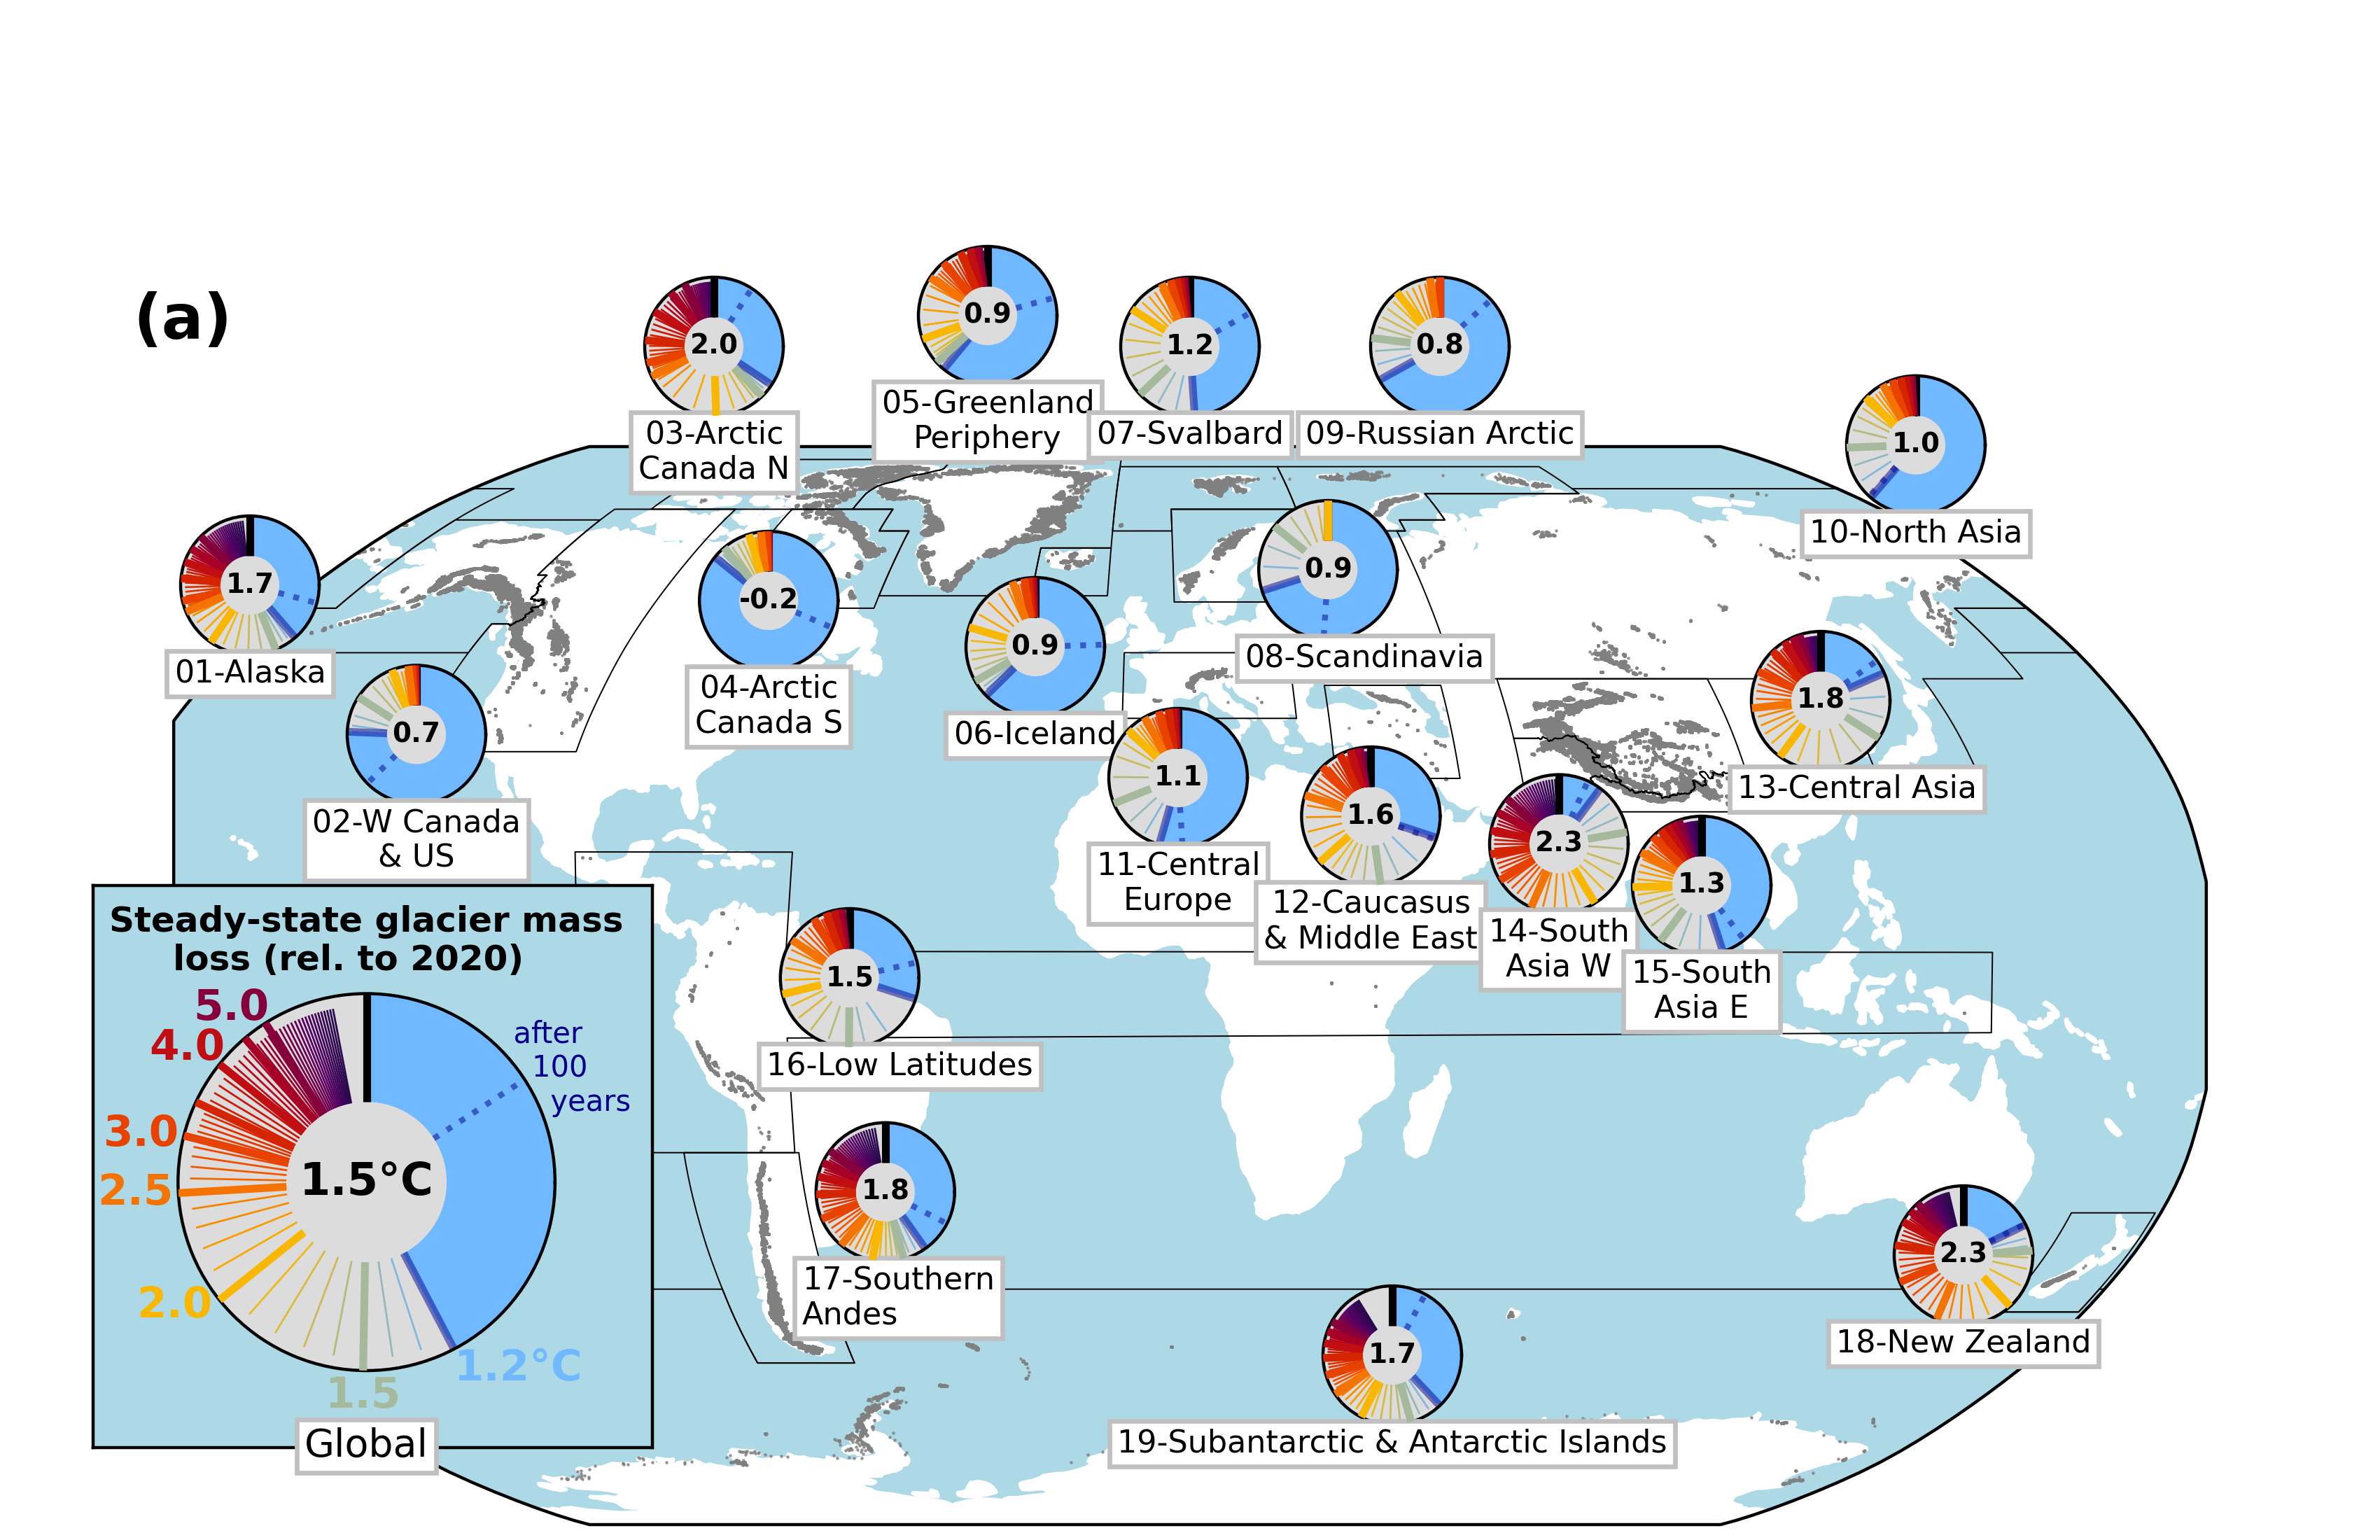 (a)
2.0
03-Arctic
Canada N
0.9
05-Greenland
Periphery
1.2
07-Svalbard
0.8
09-Russian Arctic
1.0
10-North Asia
1.7
01-Alaska
0.7
02-W Canada
& US
-0.2
04-Arctic
Canada S
0.9
06-Iceland
0.9
08-Scandinavia
1.1
11-Central
Europe
1.6
12-Caucasus
& Middle East
1.8
13-Central Asia
2.3
14-South
Asia W
1.3
15-South
Asia E
1.5
16-Low Latitudes
1.8
17-Southern
Andes
2.3
18-New Zealand
1.7
19-Subantarctic & Antarctic Islands
Steady-state glacier mass
loss (rel. to 2020)
5.0
4.0
3.0
2.5
2.0
1.5
1.2°C
after
100
years
1.5°C
Global